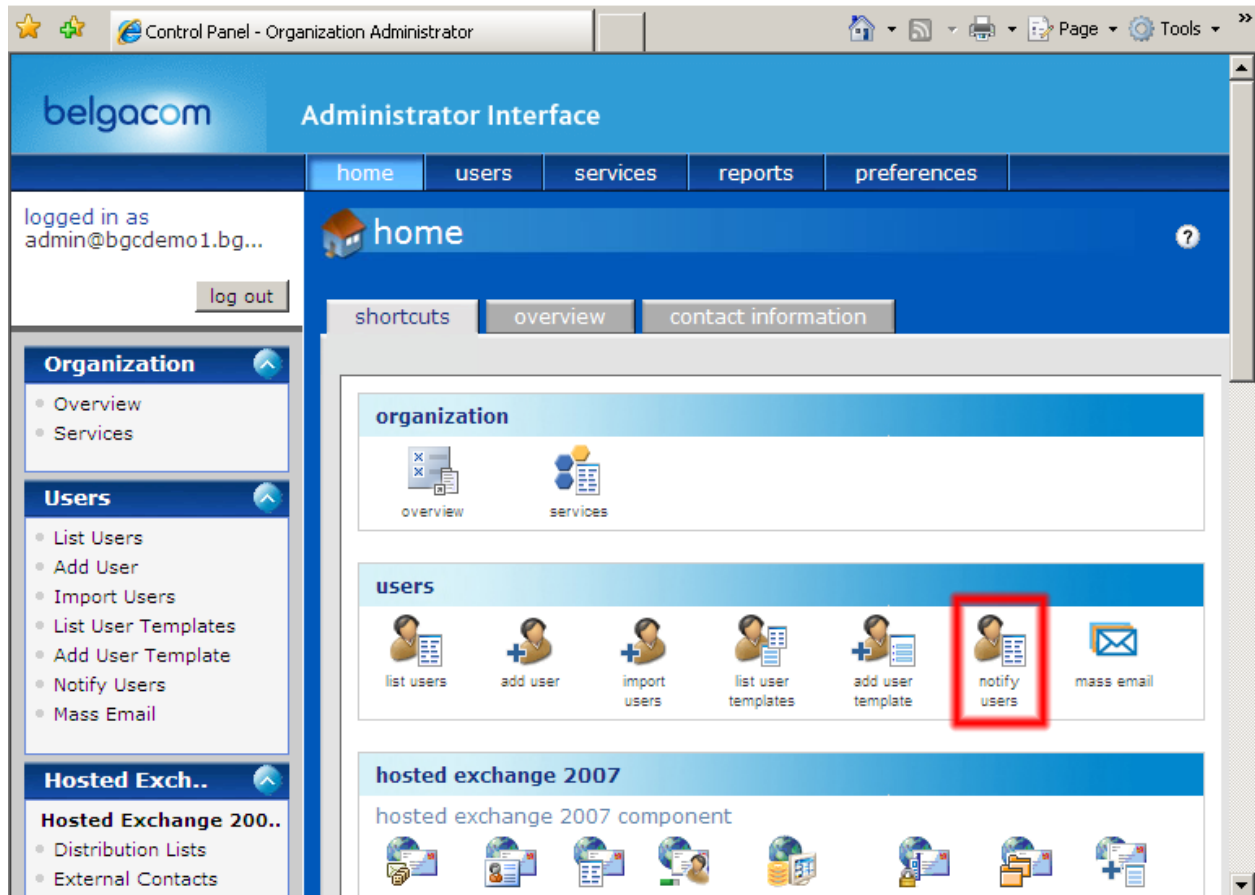 Control Panel - Organization Administrator
Page
Tools
»
belgacom
Administrator Interface
home
users
services
reports
preferences
logged in as
admin@bgcdemo1.bg...
log out
home
?
shortcuts
overview
contact information
Organization
Overview
Services
Users
List Users
Add User
Import Users
List User Templates
Add User Template
Notify Users
Mass Email
Hosted Exch..
Hosted Exchange 200..
Distribution Lists
External Contacts
organization
overview
services
users
list users
add user
import
users
list user
templates
add user
template
notify
users
mass email
hosted exchange 2007
hosted exchange 2007 component